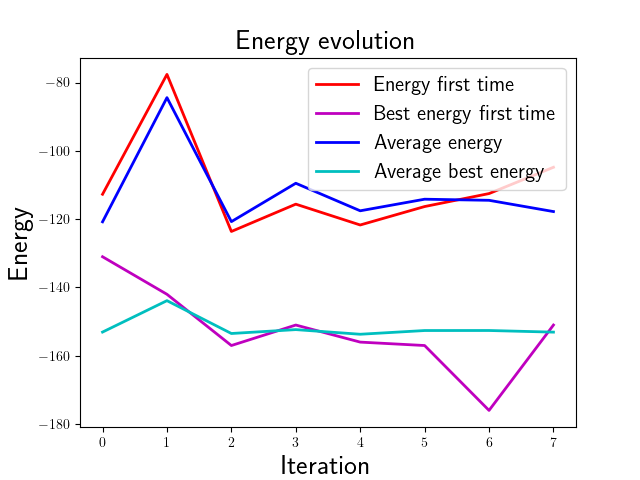 Energy evolution
Energy first time
Best energy first time
Average energy
Average best energy
Energy
−80
−100
−120
−140
−160
−180
0 1 2 3 4 5 6 7
Iteration